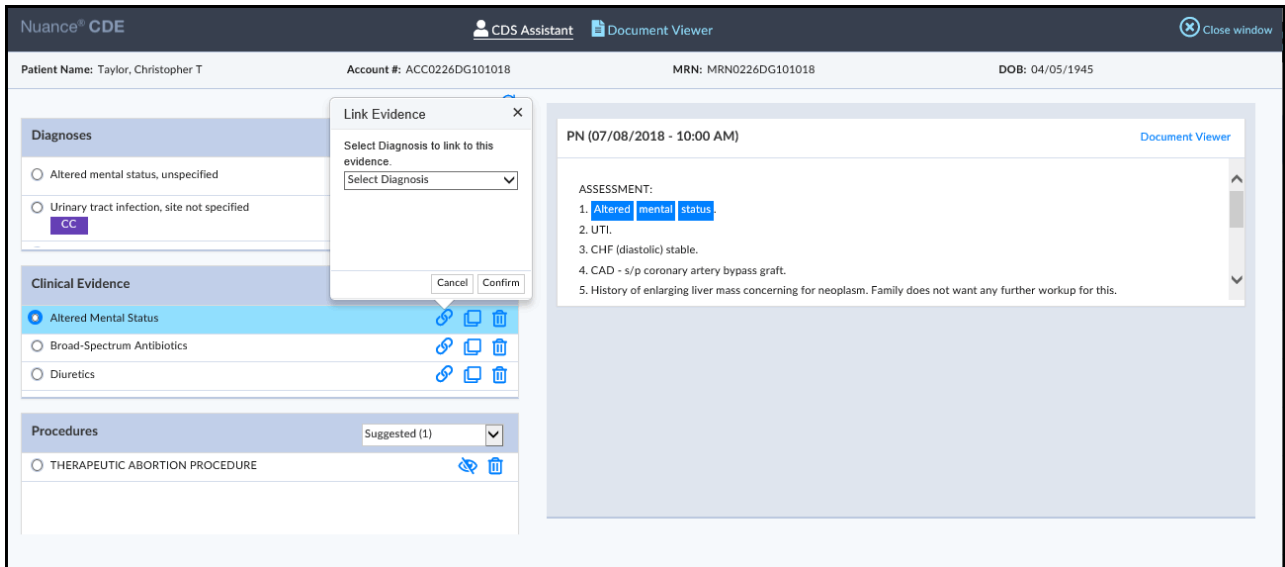 Nuance® CDE
CDS Assistant
Document Viewer
Close window
Patient Name: Taylor, Christopher T
Account #: ACC0226DG101018
MRN: MRN0226DG101018
DOB: 04/05/1945
Diagnoses
Altered mental status, unspecified
Urinary tract infection, site not specified
CC
Link Evidence
Select Diagnosis to link to this
evidence.
Select Diagnosis
Cancel
Confirm
Clinical Evidence
Altered Mental Status
Broad-Spectrum Antibiotics
Diuretics
Procedures
Suggested (1)
THERAPEUTIC ABORTION PROCEDURE
PN (07/08/2018 - 10:00 AM)
Document Viewer
ASSESSMENT:
1. Altered mental status.
2. UTI.
3. CHF (diastolic) stable.
4. CAD - s/p coronary artery bypass graft.
5. History of enlarging liver mass concerning for neoplasm. Family does not want any further workup for this.